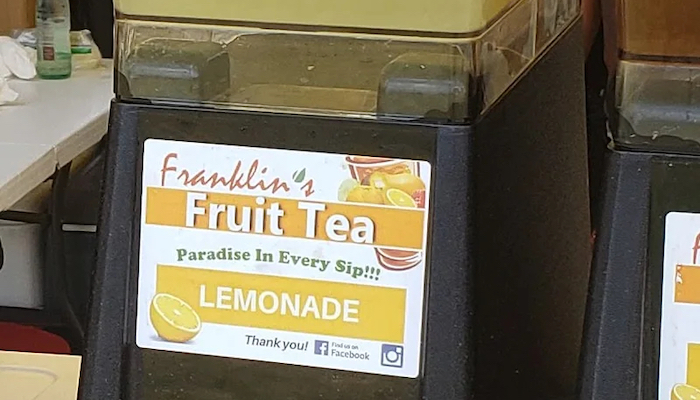 Franklin's
Fruit Tea
Paradise In Every Sip!!!
LEMONADE
Thank you!
Find us on
Facebook